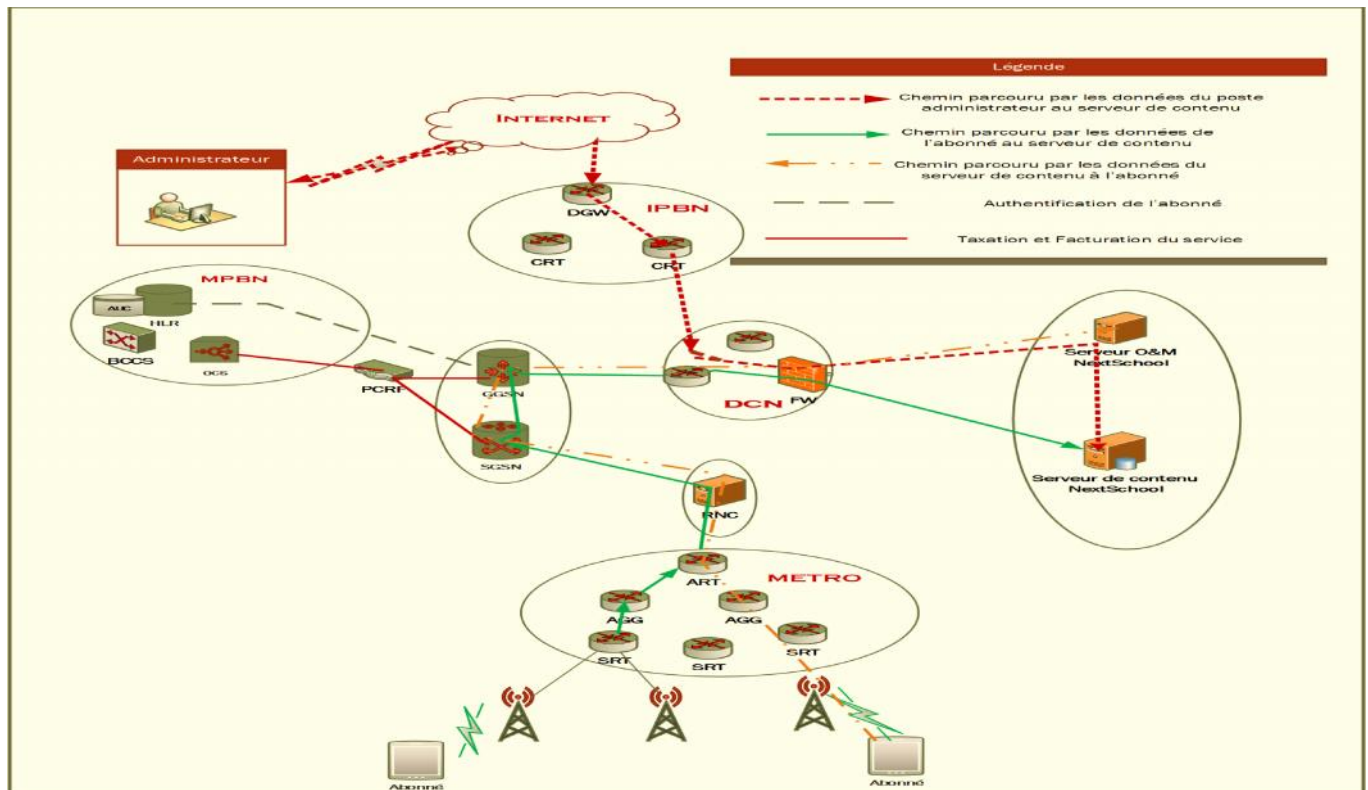 Légende
Chemin parcouru par les données du poste
administrateur au serveur de contenu
INTERNET
Chemin parcouru par les données de
l'abonné au serveur de contenu
Administrateur
Chemin parcouru par les données du
serveur de contenu à l'abonné
IPBN
DGW
Authentification de l'abonné
Taxation et Facturation du service
CRT
CRT
MPBN
AUC
HLR
BCCS
OCS
PCRF
GGSN
DCN
FW
Serveur O&M
NextSchool
SGSN
Serveur de contenu
NextSchool
RNC
ART
METRO
AGG
AGG
SRT
SRT
SRT
Abonné
Abonné